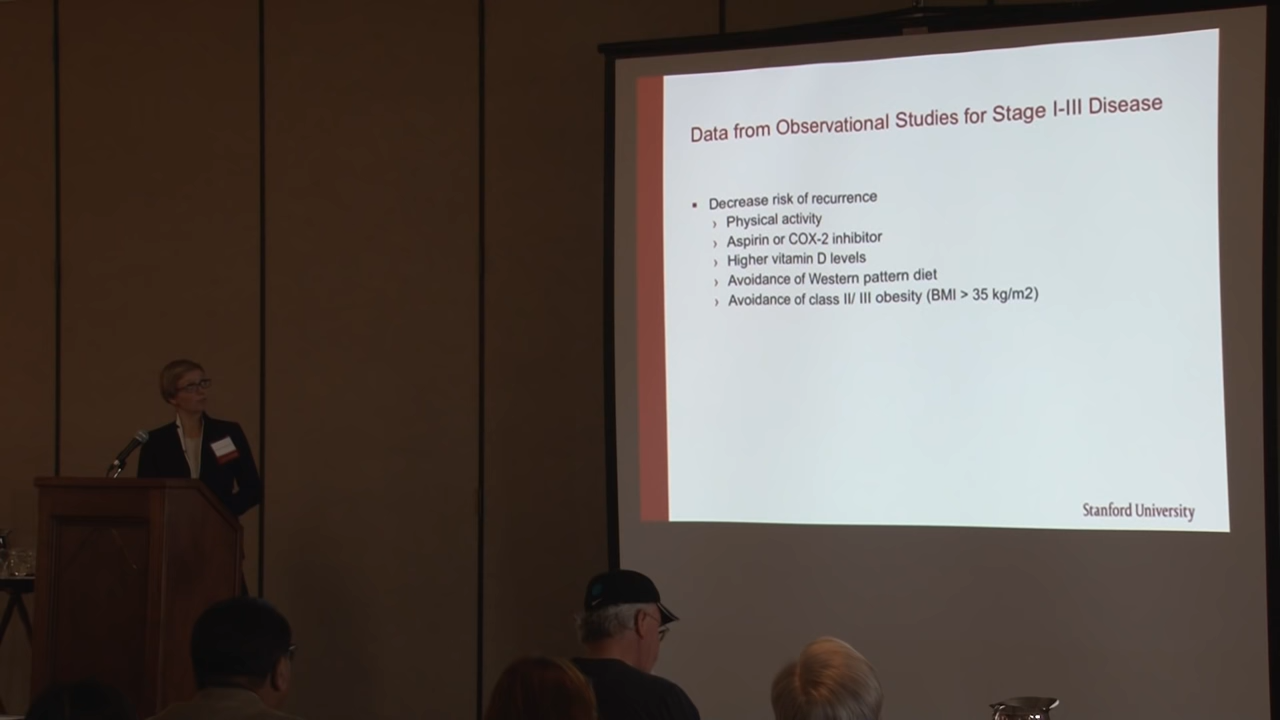 Data from Observational Studies for Stage I-III Disease
▪ Decrease risk of recurrence
› Physical activity
› Aspirin or COX-2 inhibitor
› Higher vitamin D levels
› Avoidance of Western pattern diet
› Avoidance of class II/ III obesity (BMI > 35 kg/m2)
Stanford University